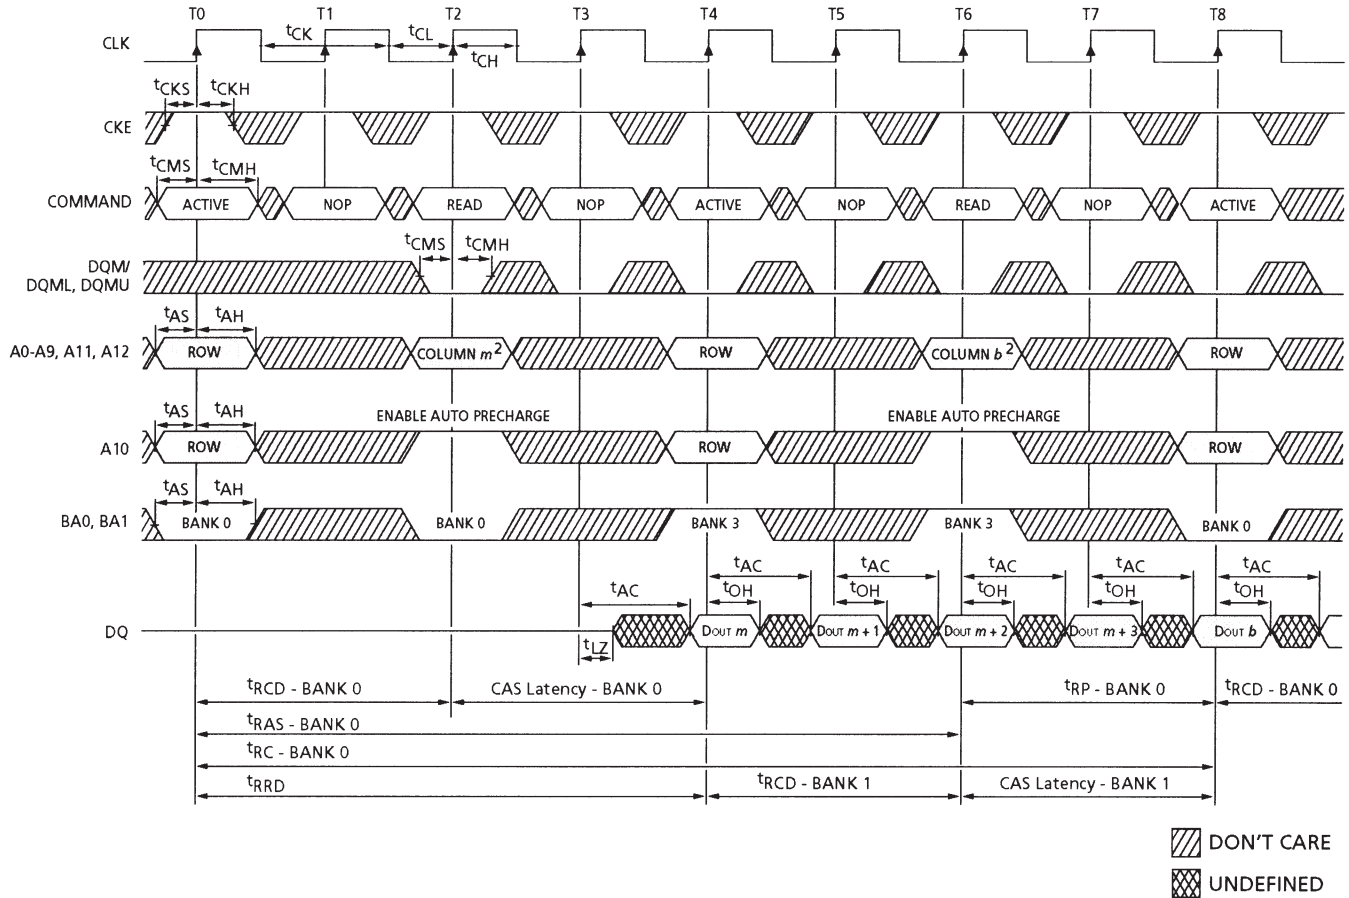 T0 T1 T2 T3 T4 T5 T6 T7 T8
CLK tCK tCL
tCH
tCKS tCKH
CKE
tCMS tCMH
COMMAND ACTIVE NOP READ NOP ACTIVE NOP READ NOP ACTIVE
tCMS tCMH
DQM/
DQML, DQMU
tAS tAH
A0-A9, A11, A12 ROW COLUMN m2 ROW COLUMN b2 ROW
tAS tAH ENABLE AUTO PRECHARGE ENABLE AUTO PRECHARGE
A10 ROW ROW ROW
tAS tAH
BA0, BA1 BANK 0 BANK 0 BANK 3 BANK 3 BANK 0
tAC tAC tAC tAC tAC
tAC tOH tOH tOH tOH tOH
DQ DOUT m DOUT m + 1 DOUT m + 2 DOUT m + 3 DOUT b
tLZ
tRCD - BANK 0 CAS Latency - BANK 0 tRP - BANK 0 tRCD - BANK 0
tRAS - BANK 0
tRC - BANK 0
tRRD tRCD - BANK 1 CAS Latency - BANK 1
DON'T CARE
UNDEFINED